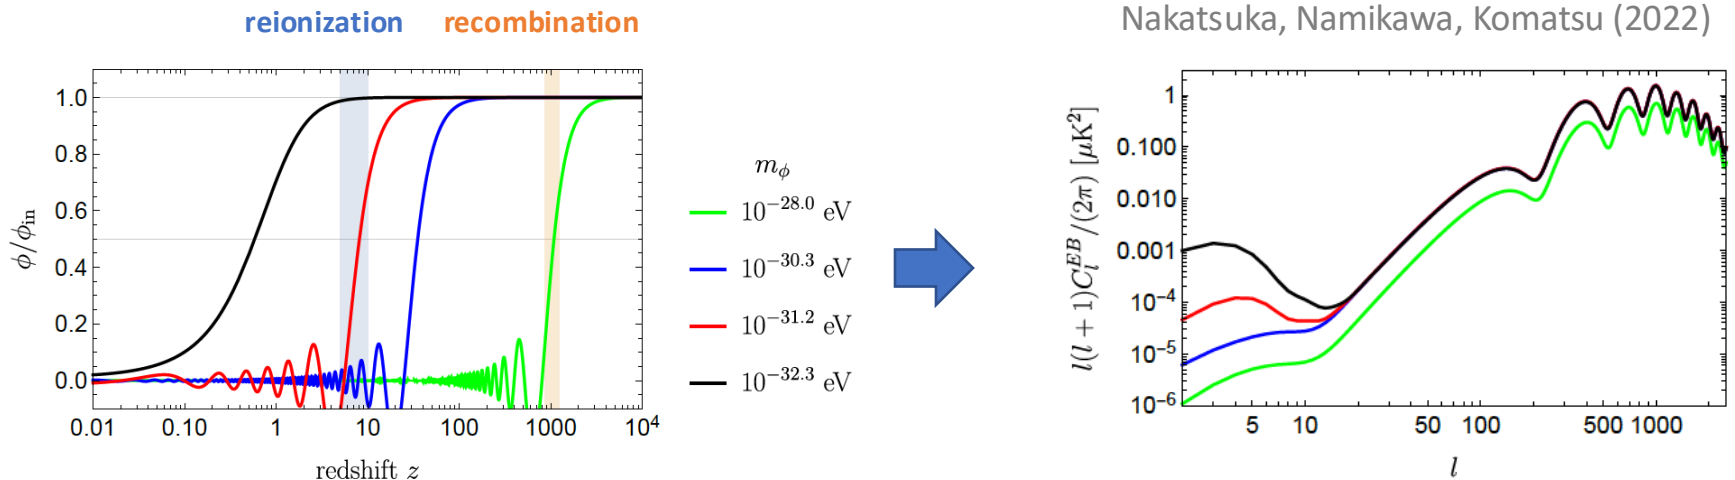 reionization recombination
Nakatsuka, Namikawa, Komatsu (2022)
ϕ/ϕ_in
1.0
0.8
0.6
0.4
0.2
0.0
0.01 0.10 1 10 100 1000 10⁴
redshift z
m_ϕ
10^{-28.0} eV
10^{-30.3} eV
10^{-31.2} eV
10^{-32.3} eV
l(l + 1)C_l^{EB}/(2π) [μK²]
1
0.100
0.010
0.001
10⁻⁴
10⁻⁵
10⁻⁶
5 10 50 100 500 1000
l